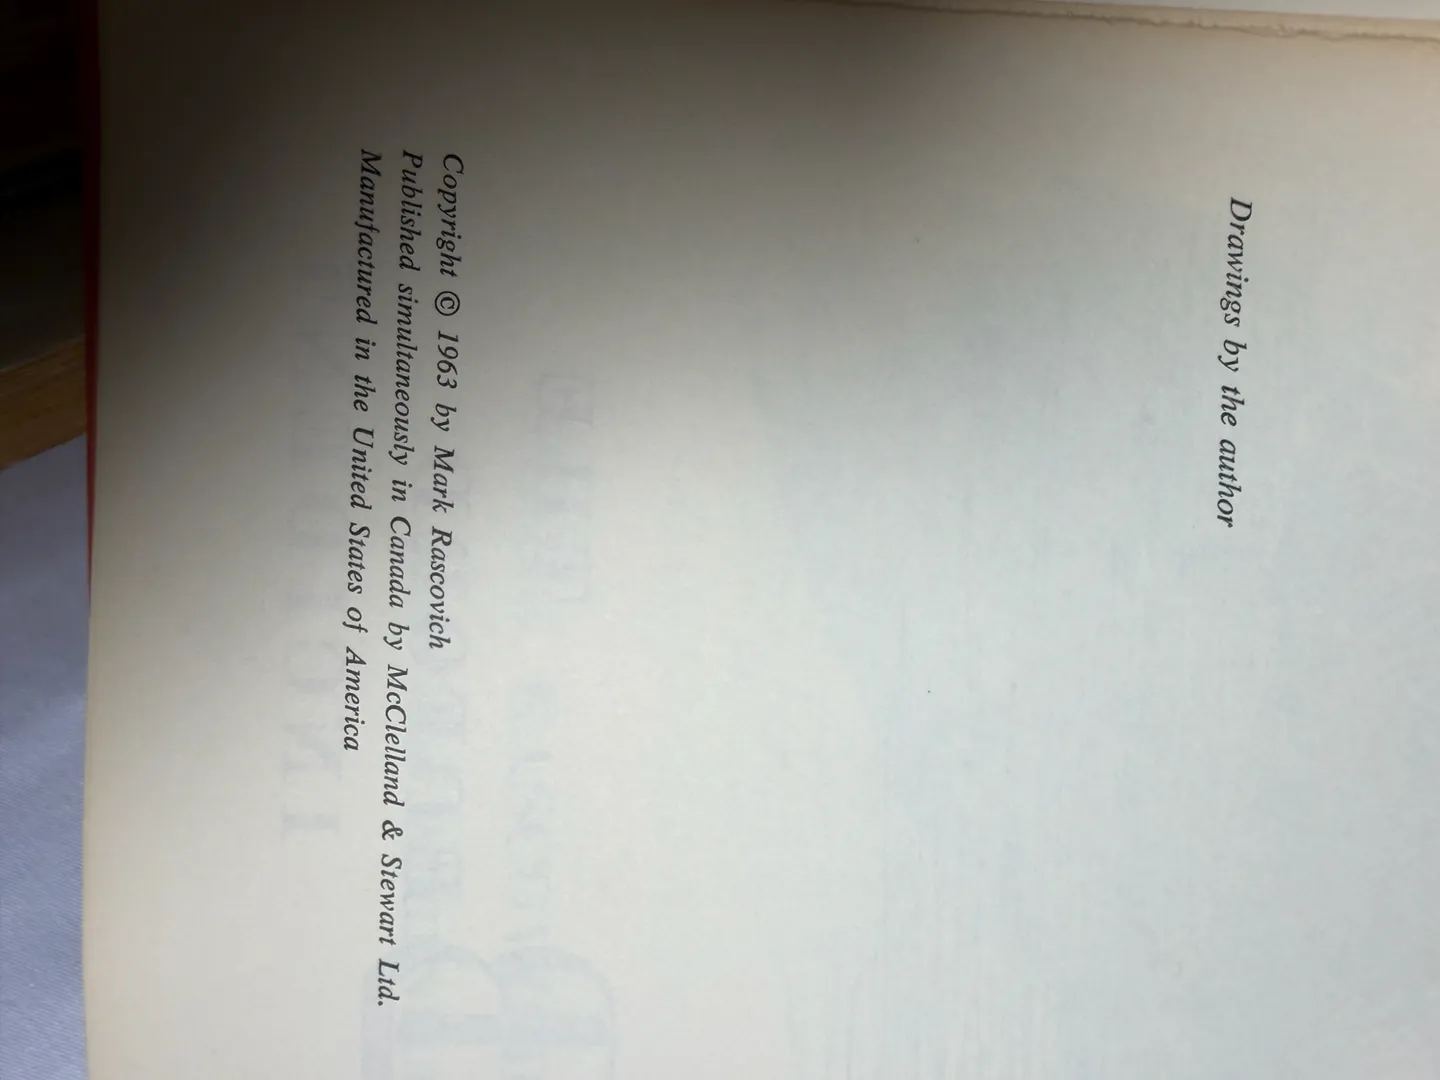 Drawings by the author
Copyright © 1963 by Mark Rascovich
Published simultaneously in Canada by McClelland & Stewart Ltd.
Manufactured in the United States of America